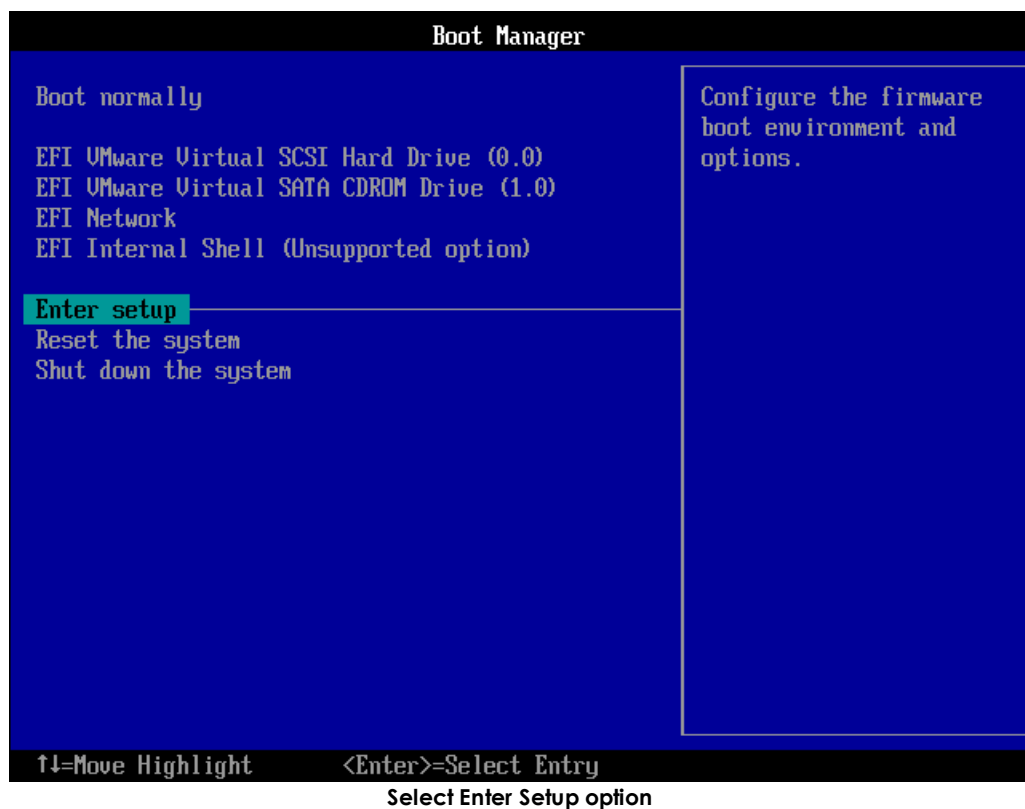 Boot Manager
Boot normally
EFI VMware Virtual SCSI Hard Drive (0.0)
EFI VMware Virtual SATA CDROM Drive (1.0)
EFI Network
EFI Internal Shell (Unsupported option)
Enter setup
Reset the system
Shut down the system
Configure the firmware
boot environment and
options.
↑↓=Move Highlight <Enter>=Select Entry
Select Enter Setup option